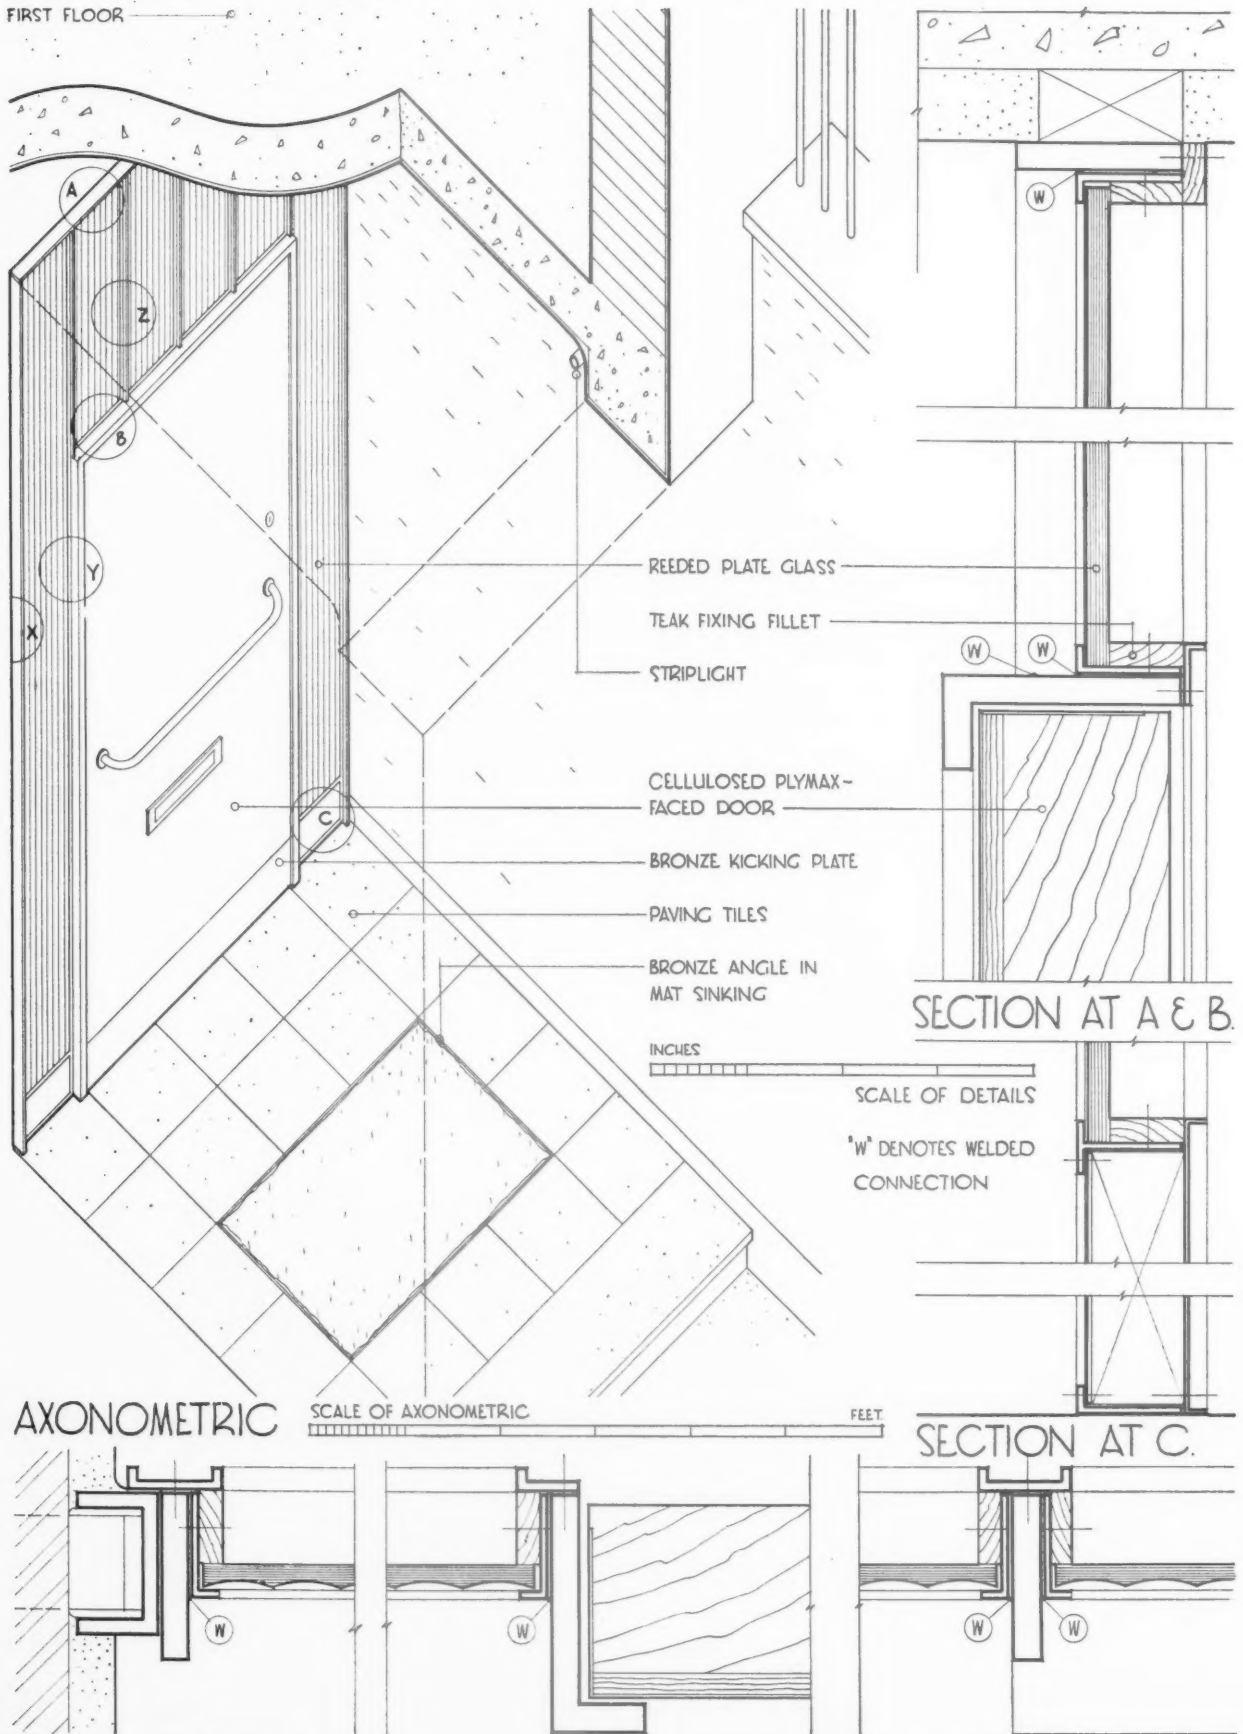 FIRST FLOOR
A
Z
B
Y
X
C
W
REEDED PLATE GLASS
TEAK FIXING FILLET
W
W
STRIPLIGHT
CELLULOSED PLYMAX-
FACED DOOR
BRONZE KICKING PLATE
PAVING TILES
BRONZE ANGLE IN
MAT SINKING
SECTION AT A & B.
INCHES
SCALE OF DETAILS
"W" DENOTES WELDED
CONNECTION
AXONOMETRIC
SCALE OF AXONOMETRIC
FEET
SECTION AT C.
W
W
W
W